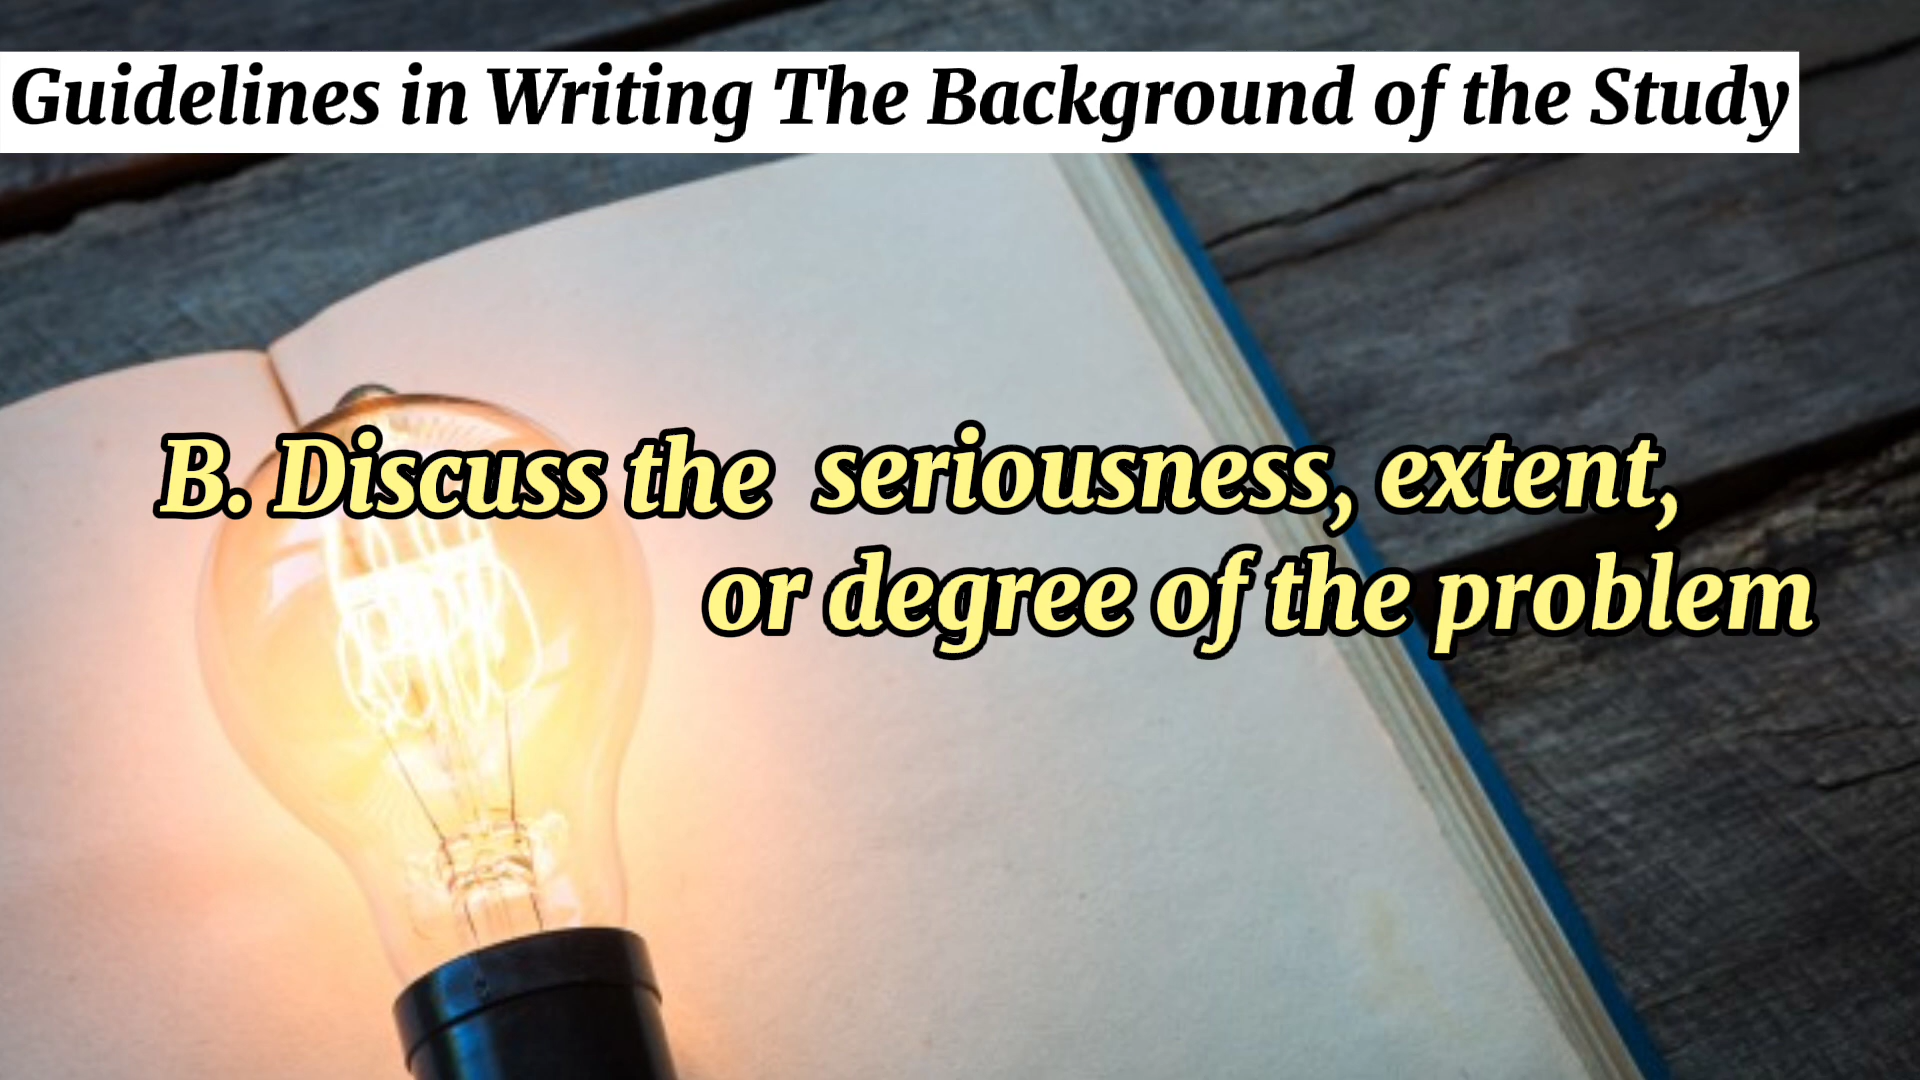 Guidelines in Writing The Background of the Study
B. Discuss the seriousness, extent,
or degree of the problem